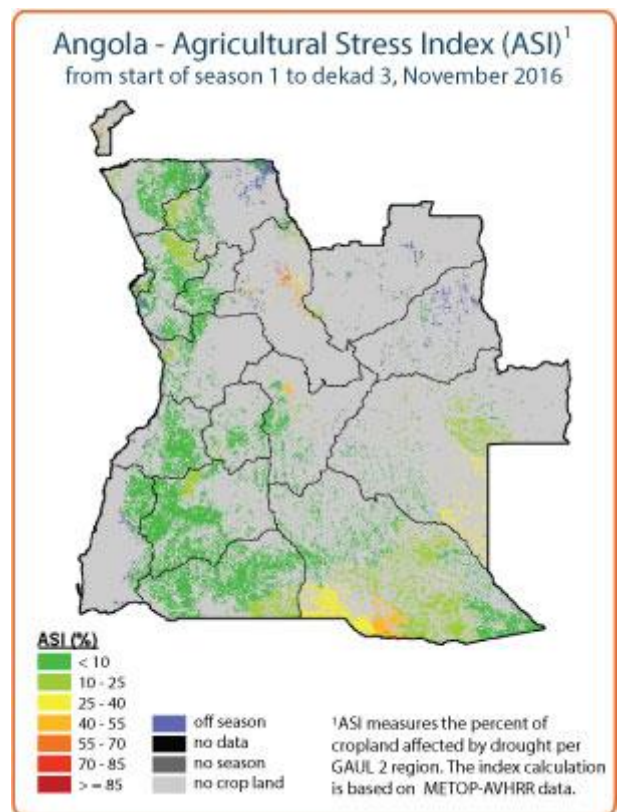 Angola - Agricultural Stress Index (ASI)¹
from start of season 1 to dekad 3, November 2016
ASI (%)
< 10
10 - 25
25 - 40
40 - 55
55 - 70
70 - 85
> = 85
off season
no data
no season
no crop land
¹ASI measures the percent of
cropland affected by drought per
GAUL 2 region. The index calculation
is based on METOP-AVHRR data.